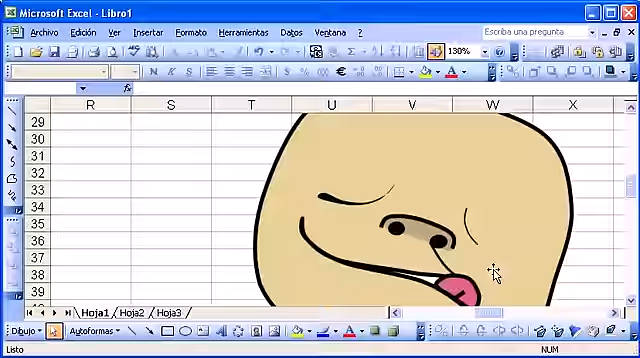 Microsoft Excel - Libro1
Archivo Edición Ver Insertar Formato Herramientas Datos Ventana ? Escriba una pregunta
Σ 130%
N K S % € A
fx
R S T U V W X
29
30
31
32
33
34
35
36
37
38
39
Hoja1 Hoja2 Hoja3
Dibujo Autoformas A A
Listo NUM